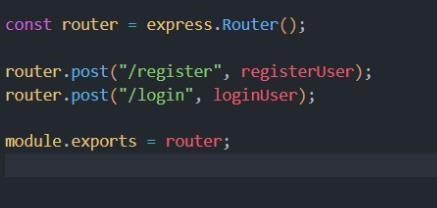 const router = express.Router();
router.post("/register", registerUser);
router.post("/login", loginUser);
module.exports = router;